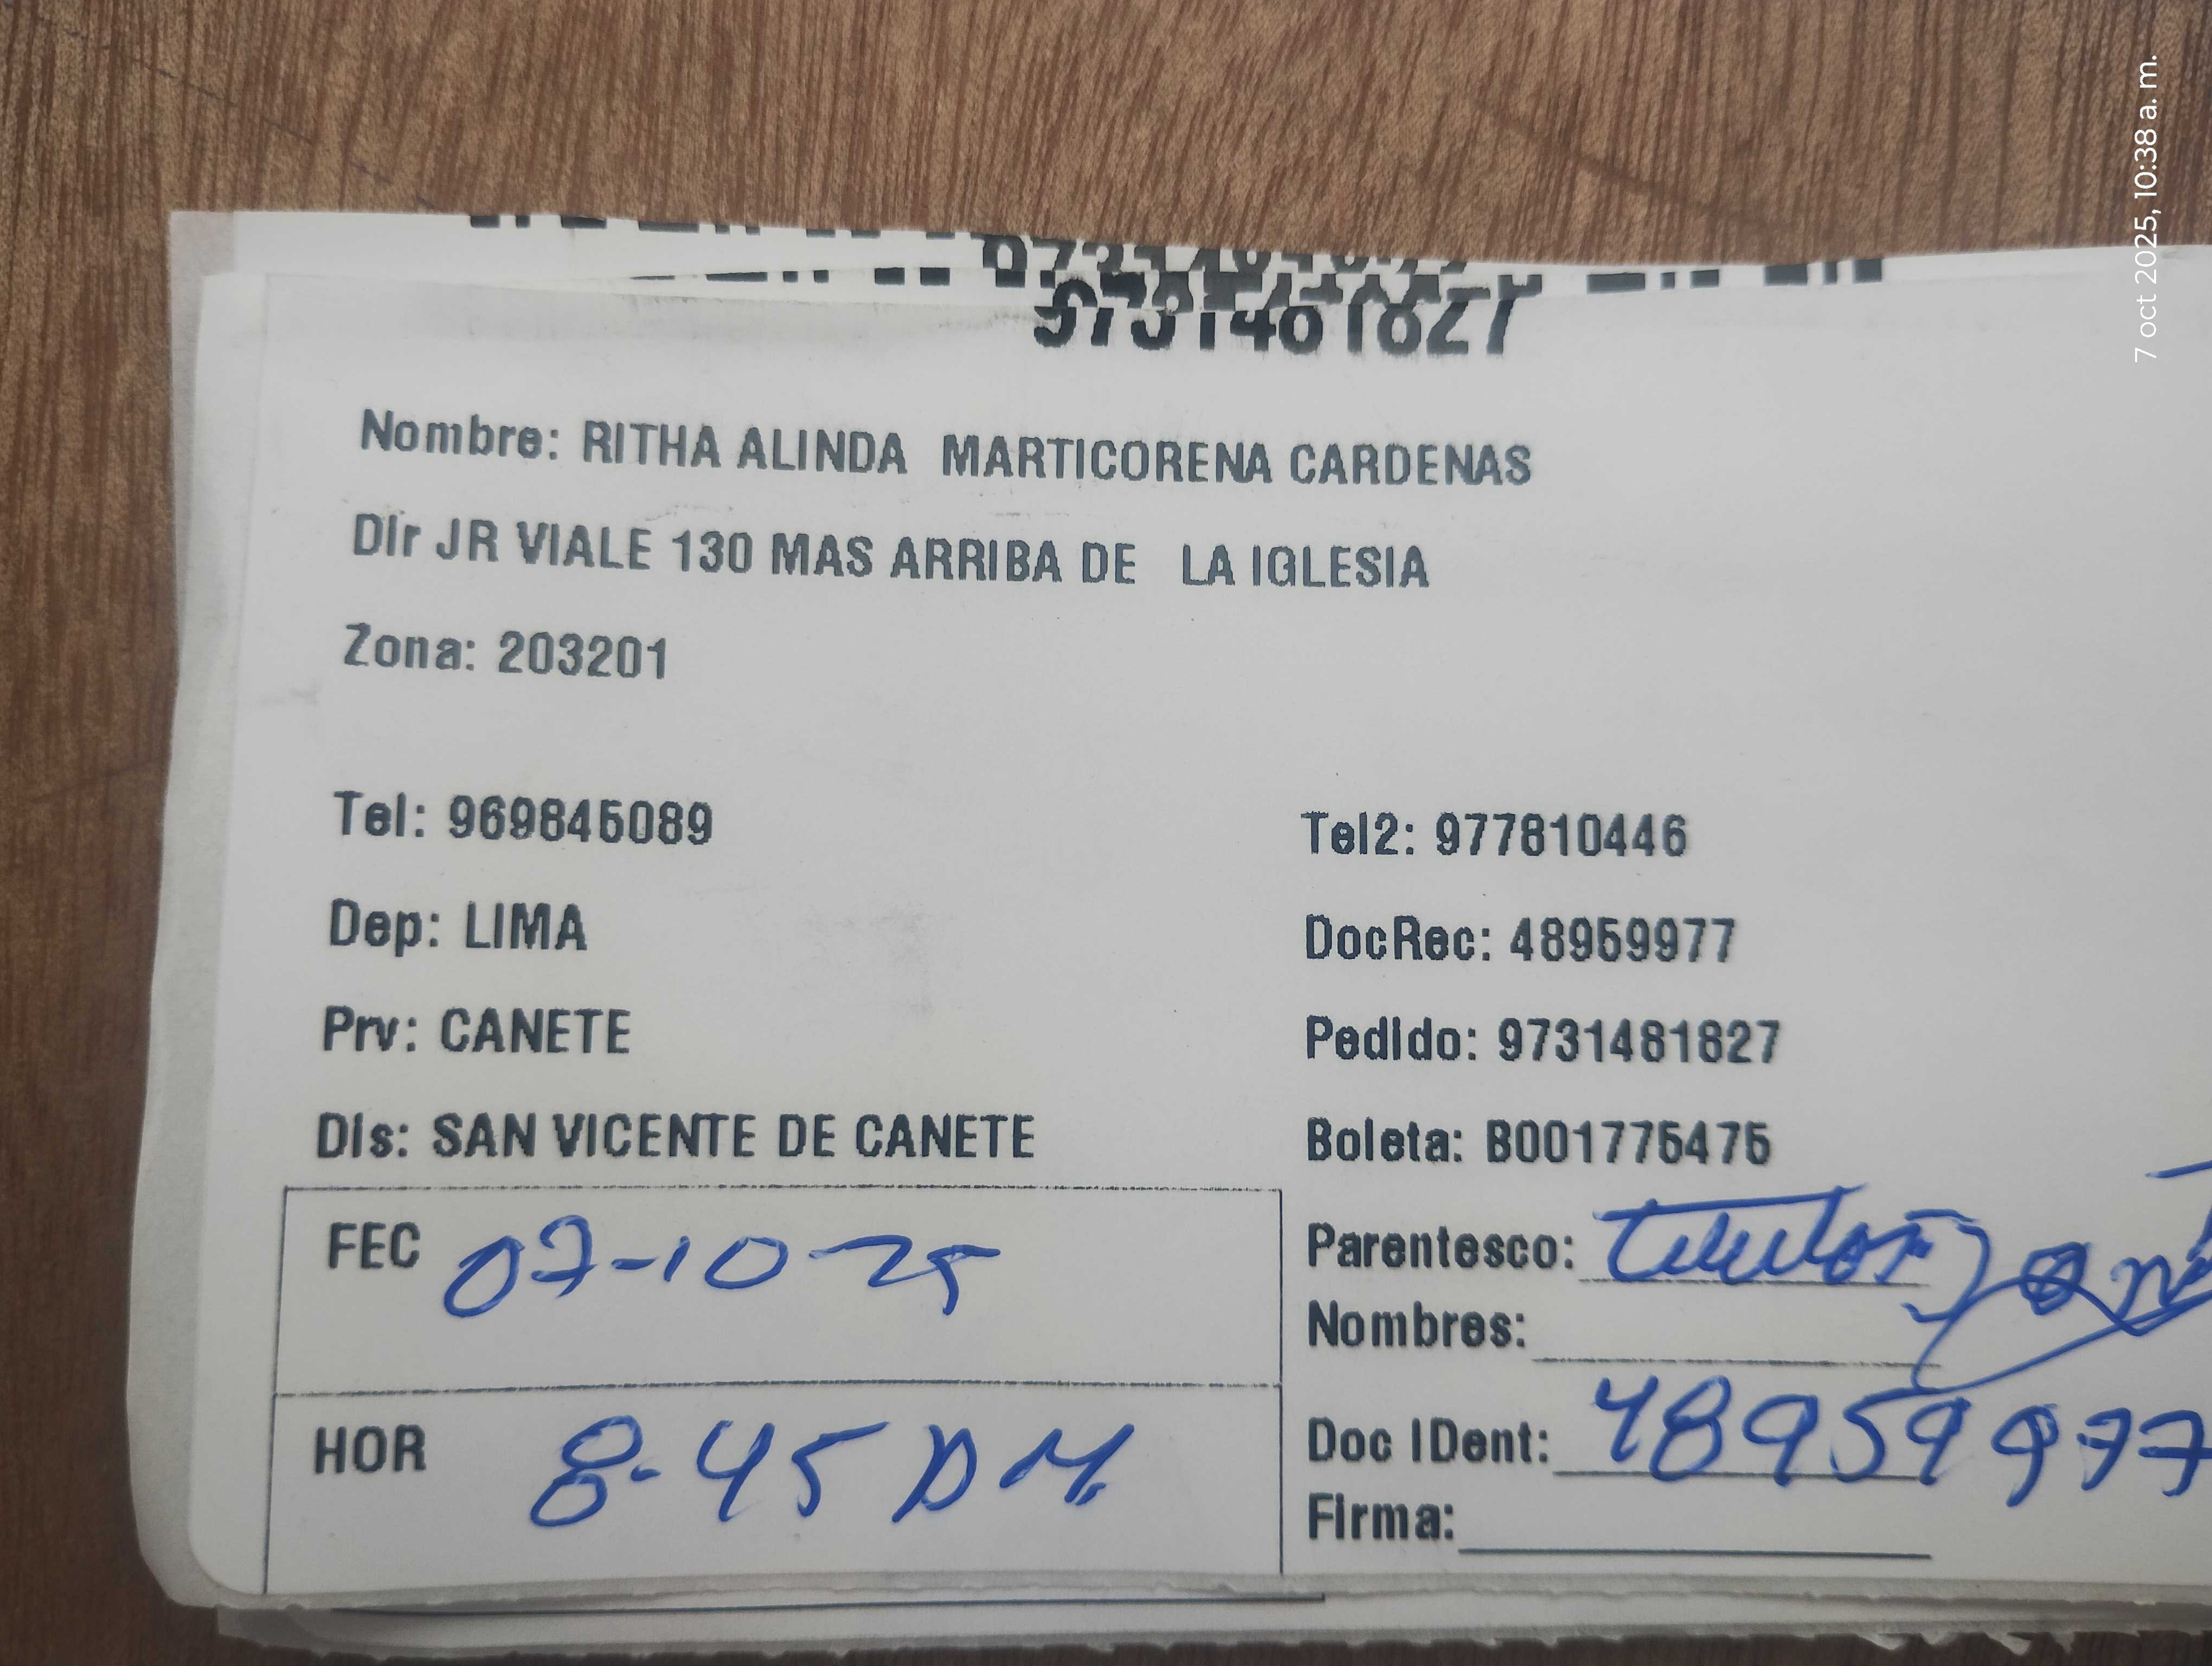 7 oct 2025, 10:38 a. m.
9731481827
Nombre: RITHA ALINDA MARTICORENA CARDENAS
Dir JR VIALE 130 MAS ARRIBA DE LA IGLESIA
Zona: 203201
Tel: 969845089
Tel2: 977810446
Dep: LIMA
DocRec: 48959977
Prv: CANETE
Pedido: 9731481827
Dis: SAN VICENTE DE CANETE
Boleta: B001775475
FEC 07-10-25
Parentesco: Titular
Nombres:
HOR 8-45 AM.
Doc IDent: 48959977
Firma: